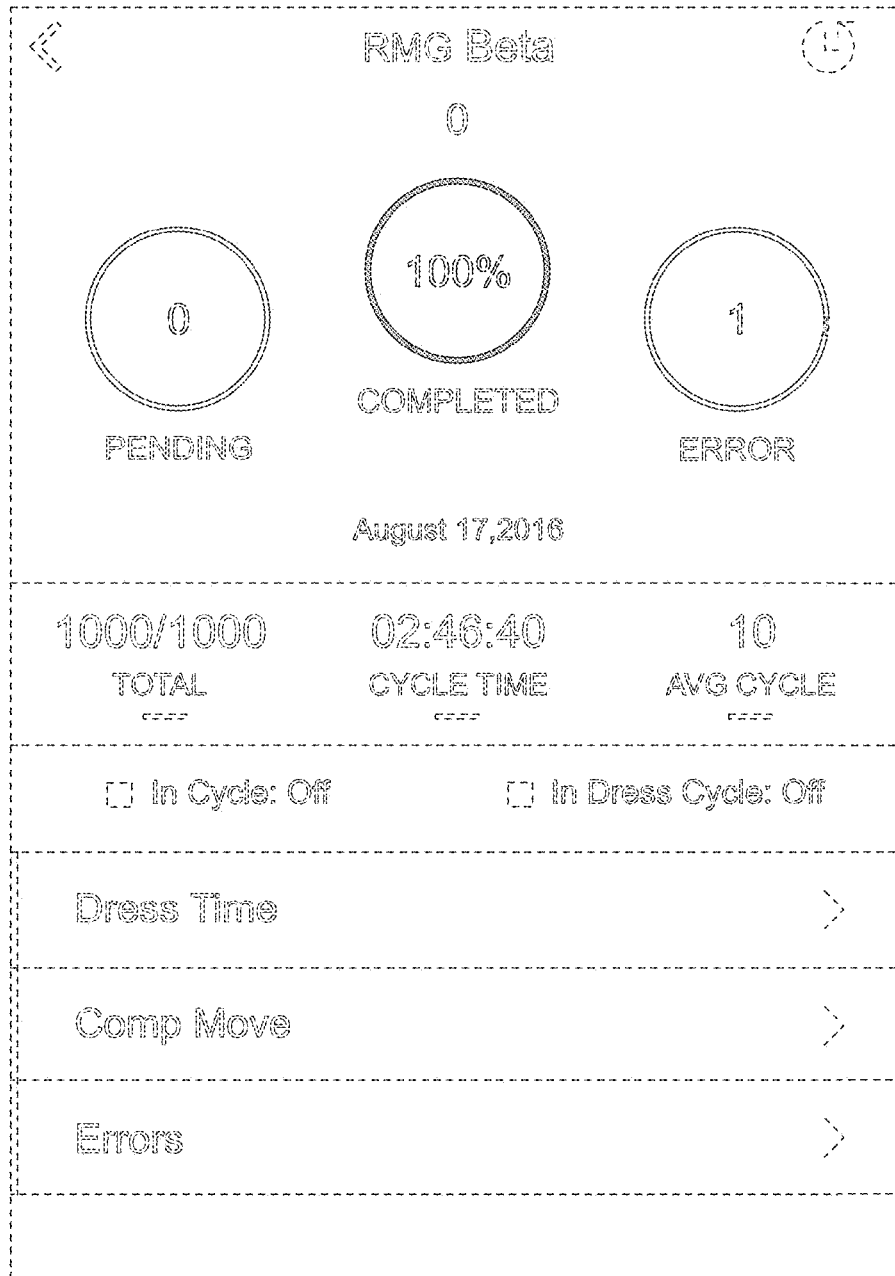 RMG Beta
0
100%
0
1
COMPLETED
PENDING
ERROR
August 17,2016
1000/1000 02:46:40 10
TOTAL CYCLE TIME AVG CYCLE
In Cycle: Off In Dress Cycle: Off
Dress Time
Comp Move
Errors